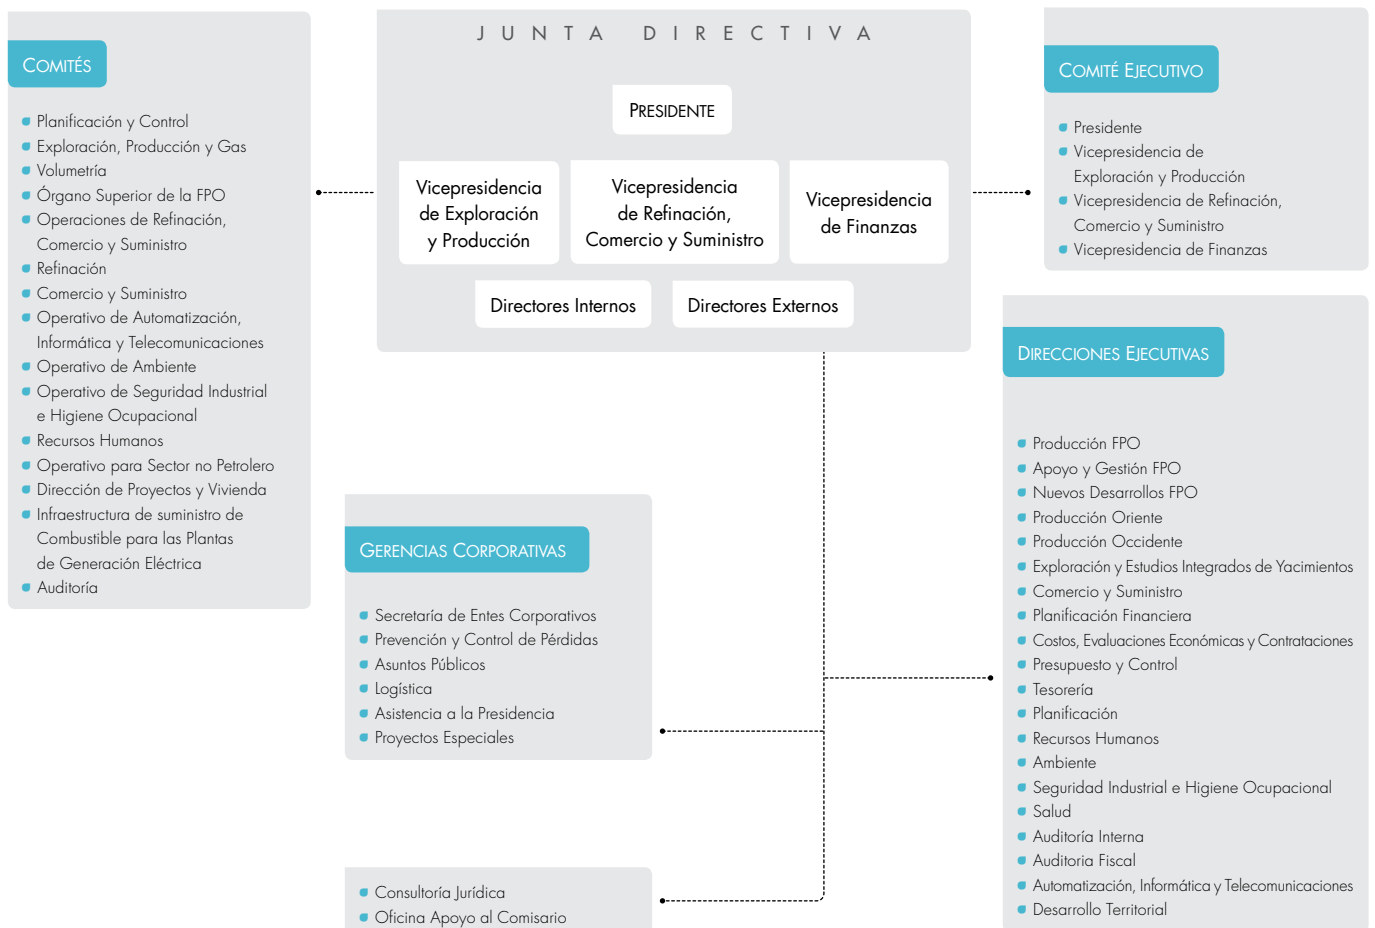 COMITÉS
Planificación y Control
Exploración, Producción y Gas
Volumetría
Órgano Superior de la FPO
Operaciones de Refinación,
Comercio y Suministro
Refinación
Comercio y Suministro
Operativo de Automatización,
Informática y Telecomunicaciones
Operativo de Ambiente
Operativo de Seguridad Industrial
e Higiene Ocupacional
Recursos Humanos
Operativo para Sector no Petrolero
Dirección de Proyectos y Vivienda
Infraestructura de suministro de
Combustible para las Plantas
de Generación Eléctrica
Auditoría
JUNTA DIRECTIVA
PRESIDENTE
Vicepresidencia
de Exploración
y Producción
Vicepresidencia
de Refinación,
Comercio y Suministro
Vicepresidencia
de Finanzas
Directores Internos
Directores Externos
COMITÉ EJECUTIVO
Presidente
Vicepresidencia de
Exploración y Producción
Vicepresidencia de Refinación,
Comercio y Suministro
Vicepresidencia de Finanzas
GERENCIAS CORPORATIVAS
Secretaría de Entes Corporativos
Prevención y Control de Pérdidas
Asuntos Públicos
Logística
Asistencia a la Presidencia
Proyectos Especiales
Consultoría Jurídica
Oficina Apoyo al Comisario
DIRECCIONES EJECUTIVAS
Producción FPO
Apoyo y Gestión FPO
Nuevos Desarrollos FPO
Producción Oriente
Producción Occidente
Exploración y Estudios Integrados de Yacimientos
Comercio y Suministro
Planificación Financiera
Costos, Evaluaciones Económicas y Contrataciones
Presupuesto y Control
Tesorería
Planificación
Recursos Humanos
Ambiente
Seguridad Industrial e Higiene Ocupacional
Salud
Auditoría Interna
Auditoria Fiscal
Automatización, Informática y Telecomunicaciones
Desarrollo Territorial